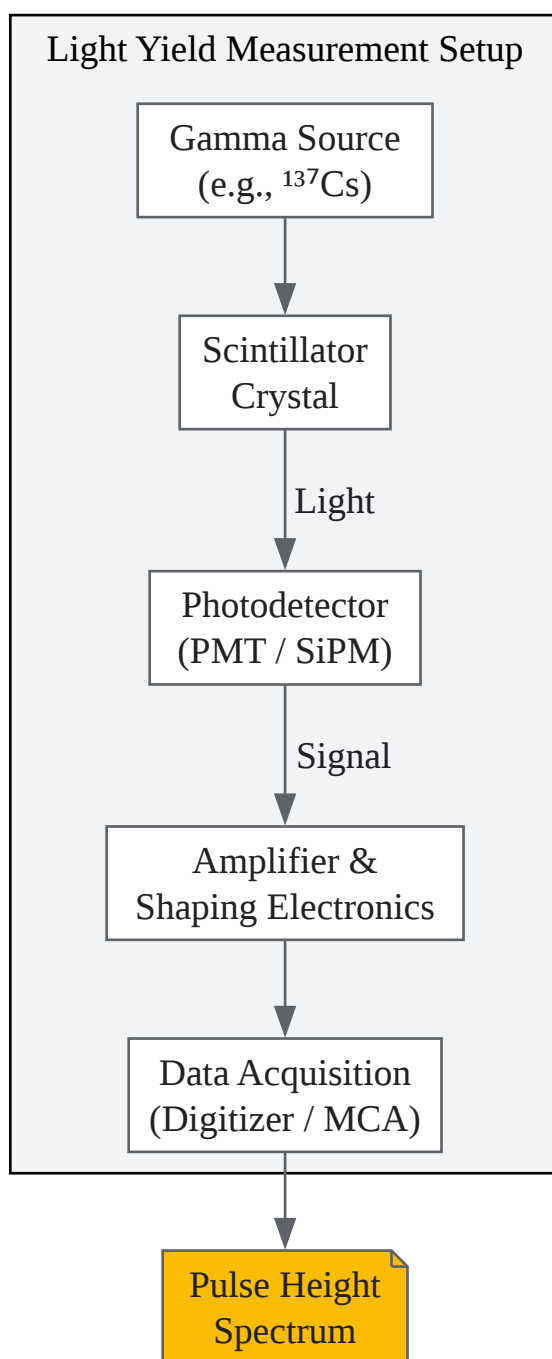 Light Yield Measurement Setup
Gamma Source
(e.g., ¹³⁷Cs)
Scintillator
Crystal
Light
Photodetector
(PMT / SiPM)
Signal
Amplifier &
Shaping Electronics
Data Acquisition
(Digitizer / MCA)
Pulse Height
Spectrum